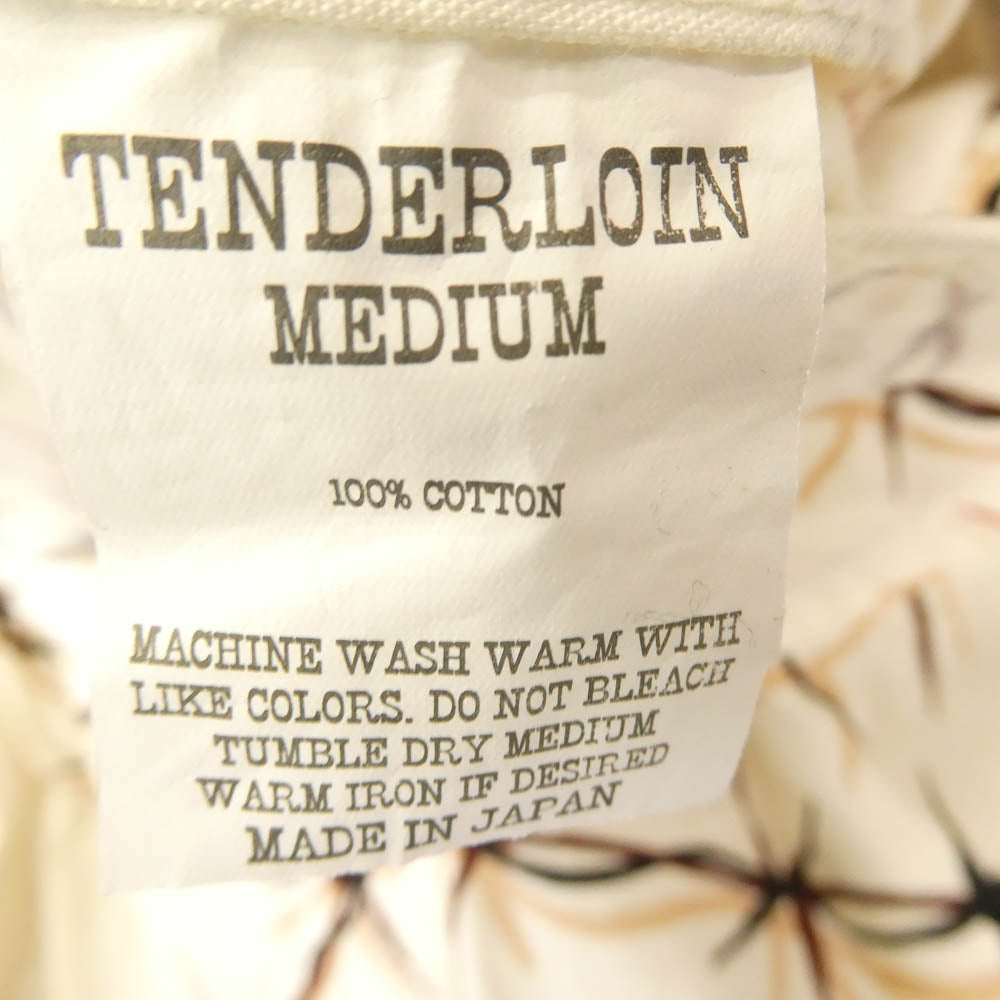 TENDERLOIN
MEDIUM
100% COTTON
MACHINE WASH WARM WITH
LIKE COLORS. DO NOT BLEACH
TUMBLE DRY MEDIUM
WARM IRON IF DESIRED
MADE IN JAPAN